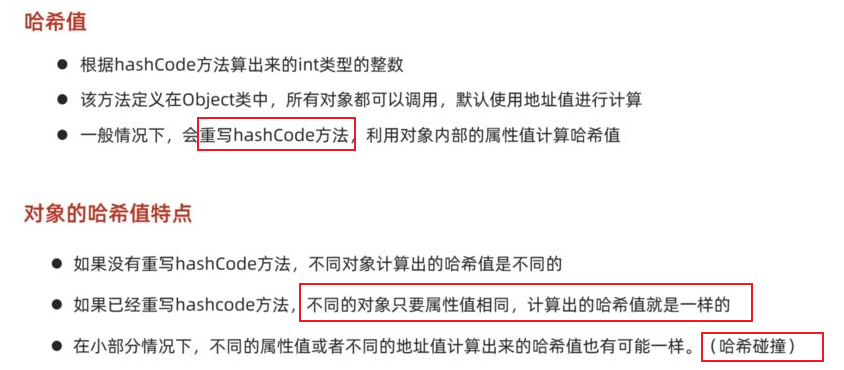 哈希值
● 根据hashCode方法算出来的int类型的整数
● 该方法定义在Object类中，所有对象都可以调用，默认使用地址值进行计算
● 一般情况下，会重写hashCode方法，利用对象内部的属性值计算哈希值
对象的哈希值特点
● 如果没有重写hashCode方法，不同对象计算出的哈希值是不同的
● 如果已经重写hashcode方法，不同的对象只要属性值相同，计算出的哈希值就是一样的
● 在小部分情况下，不同的属性值或者不同的地址值计算出来的哈希值也有可能一样。（哈希碰撞）